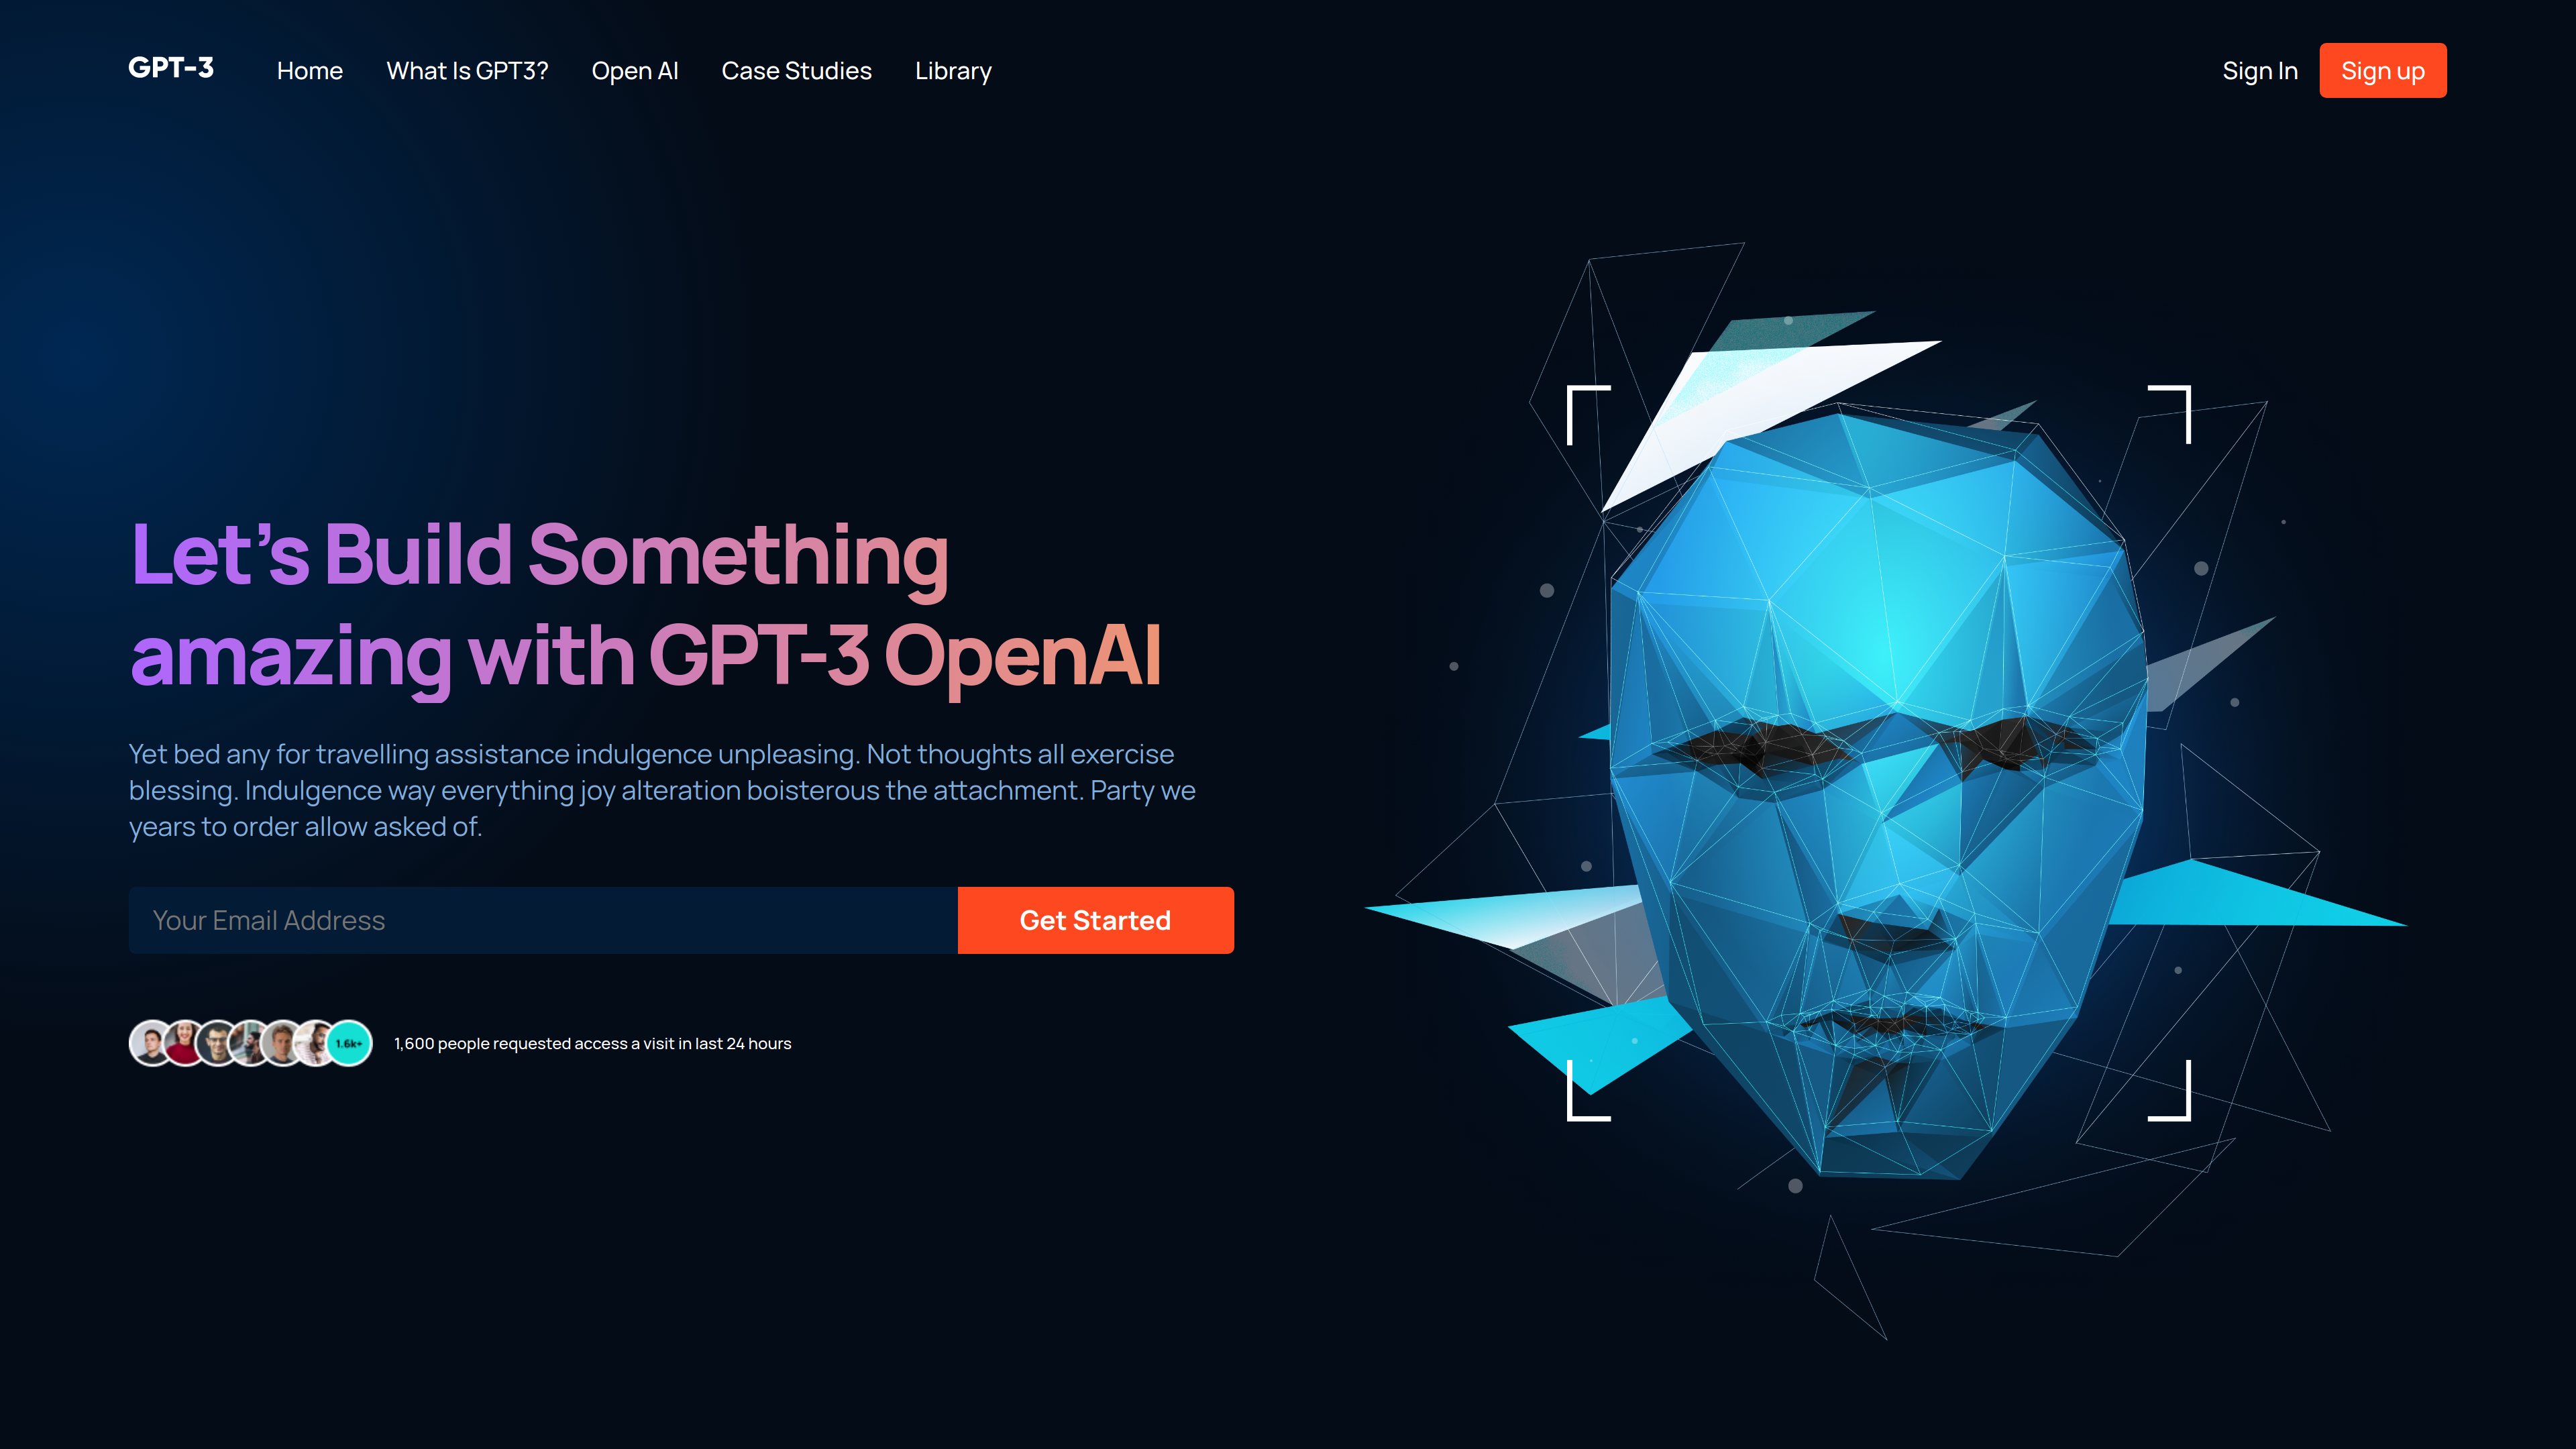 GPT-3 Home What Is GPT3? Open AI Case Studies Library Sign In Sign up
Let's Build Something
amazing with GPT-3 OpenAI
Yet bed any for travelling assistance indulgence unpleasing. Not thoughts all exercise
blessing. Indulgence way everything joy alteration boisterous the attachment. Party we
years to order allow asked of.
Your Email Address Get Started
1.6k+ 1,600 people requested access a visit in last 24 hours